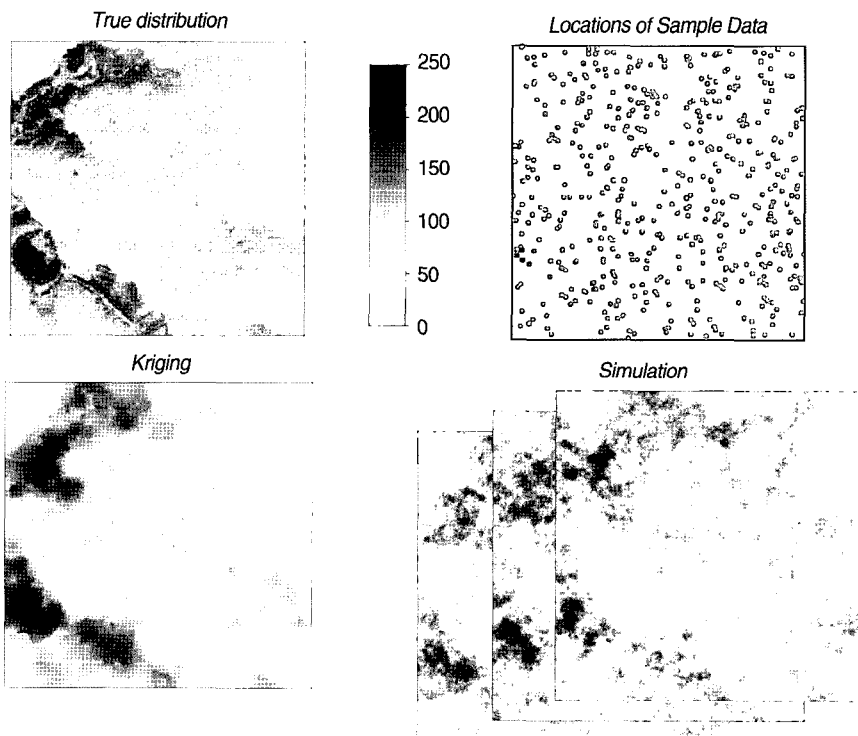 True distribution
Locations of Sample Data
250
200
150
100
50
0
Kriging
Simulation